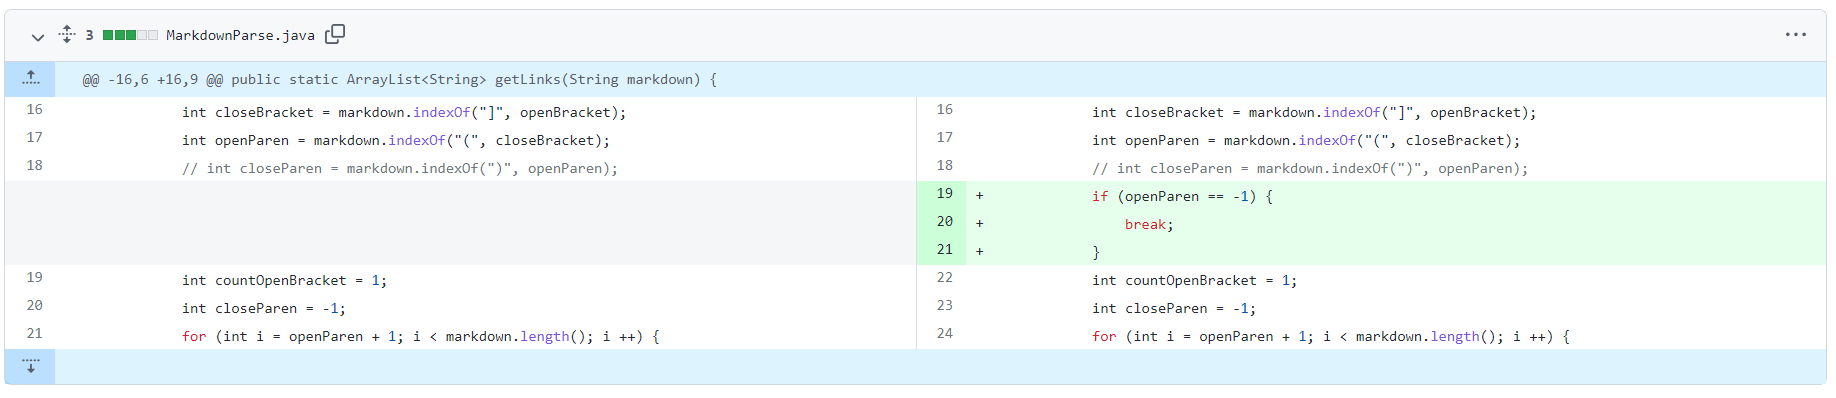 3 MarkdownParse.java
@@ -16,6 +16,9 @@ public static ArrayList<String> getLinks(String markdown) {
16 int closeBracket = markdown.indexOf("]", openBracket);
17 int openParen = markdown.indexOf("(", closeBracket);
18 // int closeParen = markdown.indexOf(")", openParen);
19 int countOpenBracket = 1;
20 int closeParen = -1;
21 for (int i = openParen + 1; i < markdown.length(); i ++) {
16 int closeBracket = markdown.indexOf("]", openBracket);
17 int openParen = markdown.indexOf("(", closeBracket);
18 // int closeParen = markdown.indexOf(")", openParen);
19 + if (openParen == -1) {
20 + break;
21 + }
22 int countOpenBracket = 1;
23 int closeParen = -1;
24 for (int i = openParen + 1; i < markdown.length(); i ++) {